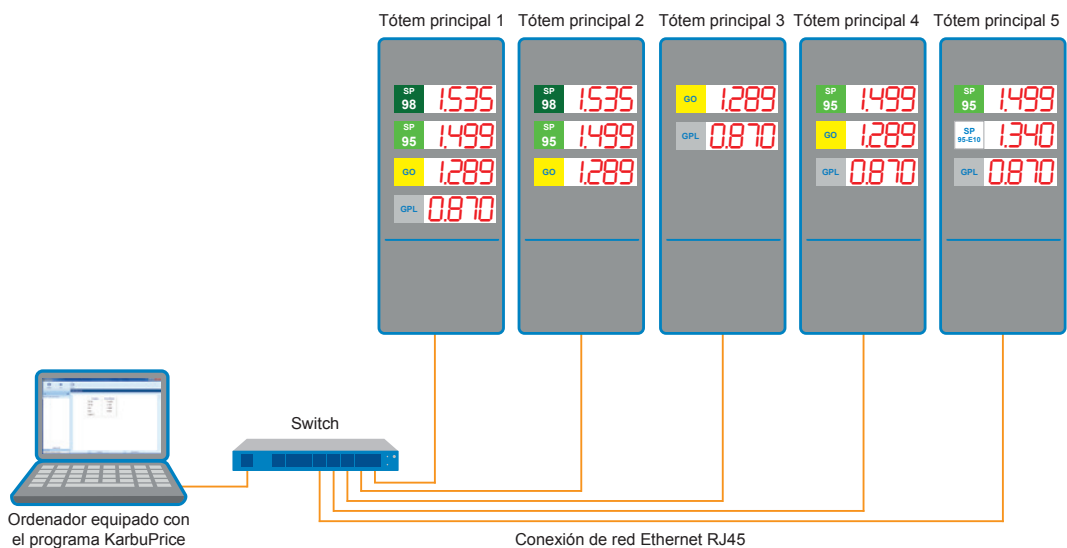 Tótem principal 1 Tótem principal 2 Tótem principal 3 Tótem principal 4 Tótem principal 5
SP 98 1.535
SP 95 1.499
GO 1.289
GPL 0.870
SP 98 1.535
SP 95 1.499
GO 1.289
GO 1.289
GPL 0.870
SP 95 1.499
GO 1.289
GPL 0.870
SP 95 1.499
SP 95-E10 1.340
GPL 0.870
Switch
Ordenador equipado con
el programa KarbuPrice
Conexión de red Ethernet RJ45